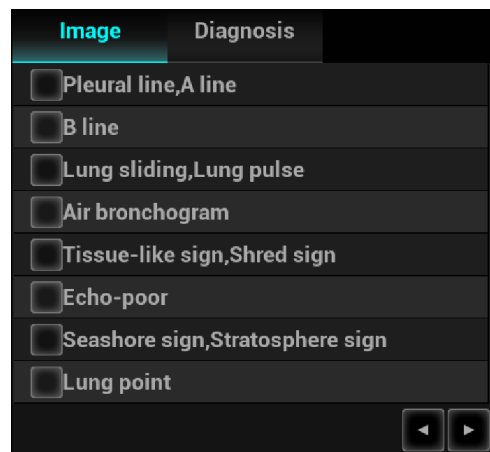 Image Diagnosis
Pleural line,A line
B line
Lung sliding,Lung pulse
Air bronchogram
Tissue-like sign,Shred sign
Echo-poor
Seashore sign,Stratosphere sign
Lung point